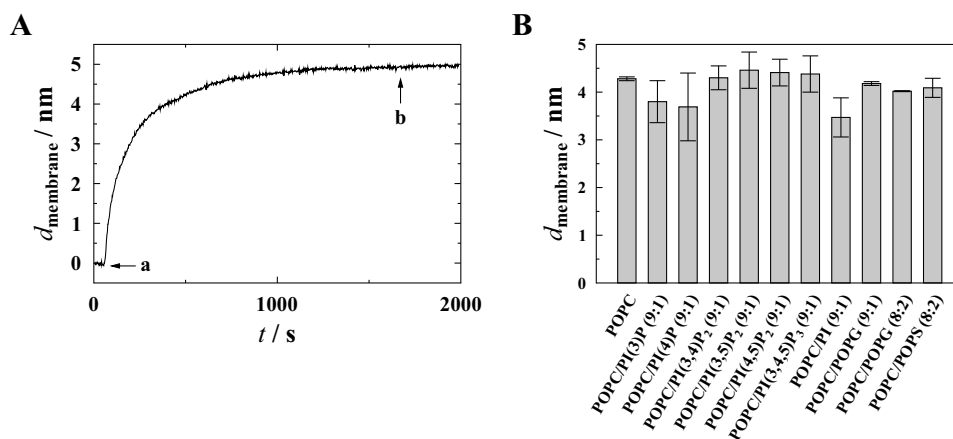 A
5
4
3
2
1
0
d_membrane / nm
a
b
0
1000
2000
t / s
B
5
4
3
2
1
0
d_membrane / nm
POPC
POPC/PI(3)P (9:1)
POPC/PI(4)P (9:1)
POPC/PI(3,4)P₂ (9:1)
POPC/PI(3,5)P₂ (9:1)
POPC/PI(4,5)P₂ (9:1)
POPC/PI(3,4,5)P₃ (9:1)
POPC/PI (9:1)
POPC/POPG (9:1)
POPC/POPG (8:2)
POPC/POPS (8:2)